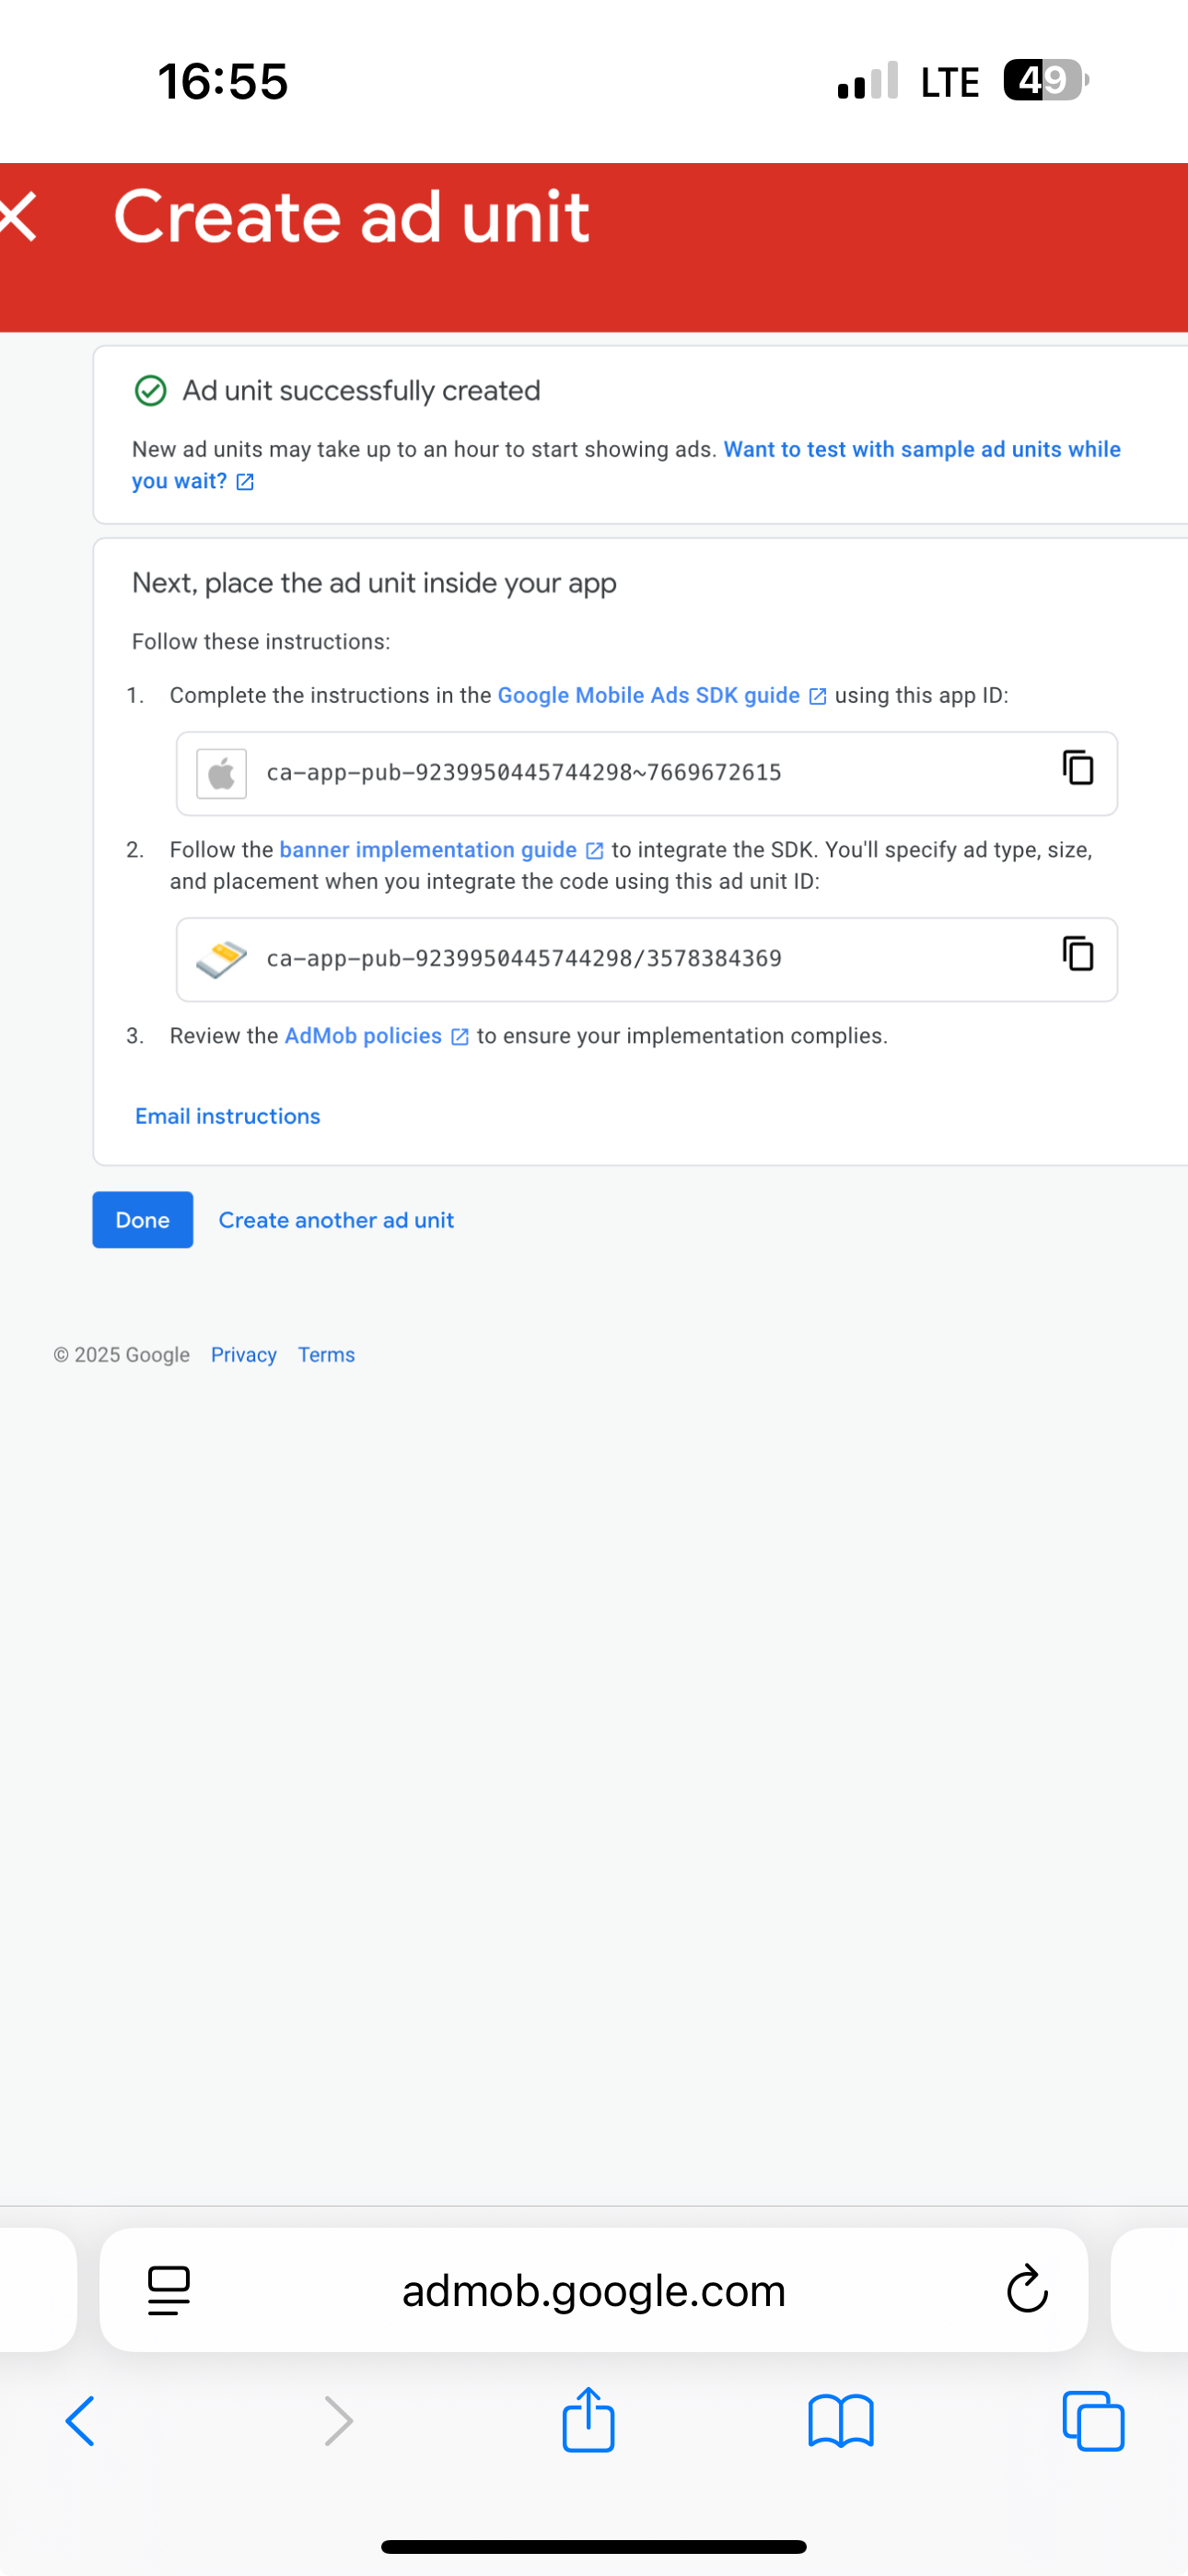 16:55
LTE
49
Create ad unit
Ad unit successfully created
New ad units may take up to an hour to start showing ads. Want to test with sample ad units while
you wait?
Next, place the ad unit inside your app
Follow these instructions:
1. Complete the instructions in the Google Mobile Ads SDK guide using this app ID:
ca-app-pub-9239950445744298~7669672615
2. Follow the banner implementation guide to integrate the SDK. You'll specify ad type, size,
and placement when you integrate the code using this ad unit ID:
ca-app-pub-9239950445744298/3578384369
3. Review the AdMob policies to ensure your implementation complies.
Email instructions
Done
Create another ad unit
© 2025 Google Privacy Terms
admob.google.com